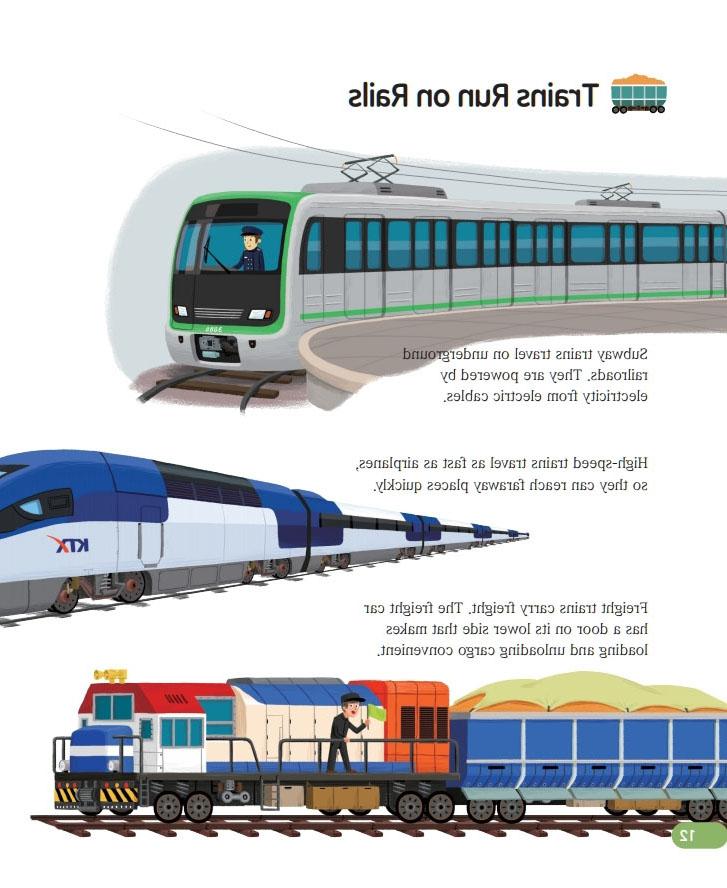 Trains Run on Rails
Subway trains travel on underground
railroads. They are powered by
electricity from electric cables.
High-speed trains travel as fast as airplanes,
so they can reach faraway places quickly.
KTX
Freight trains carry freight. The freight car
has a door on its lower side that makes
loading and unloading cargo convenient.
12